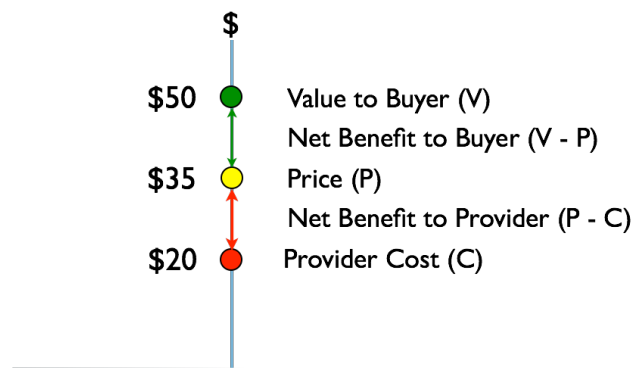 $
$50 Value to Buyer (V)
Net Benefit to Buyer (V - P)
$35 Price (P)
Net Benefit to Provider (P - C)
$20 Provider Cost (C)